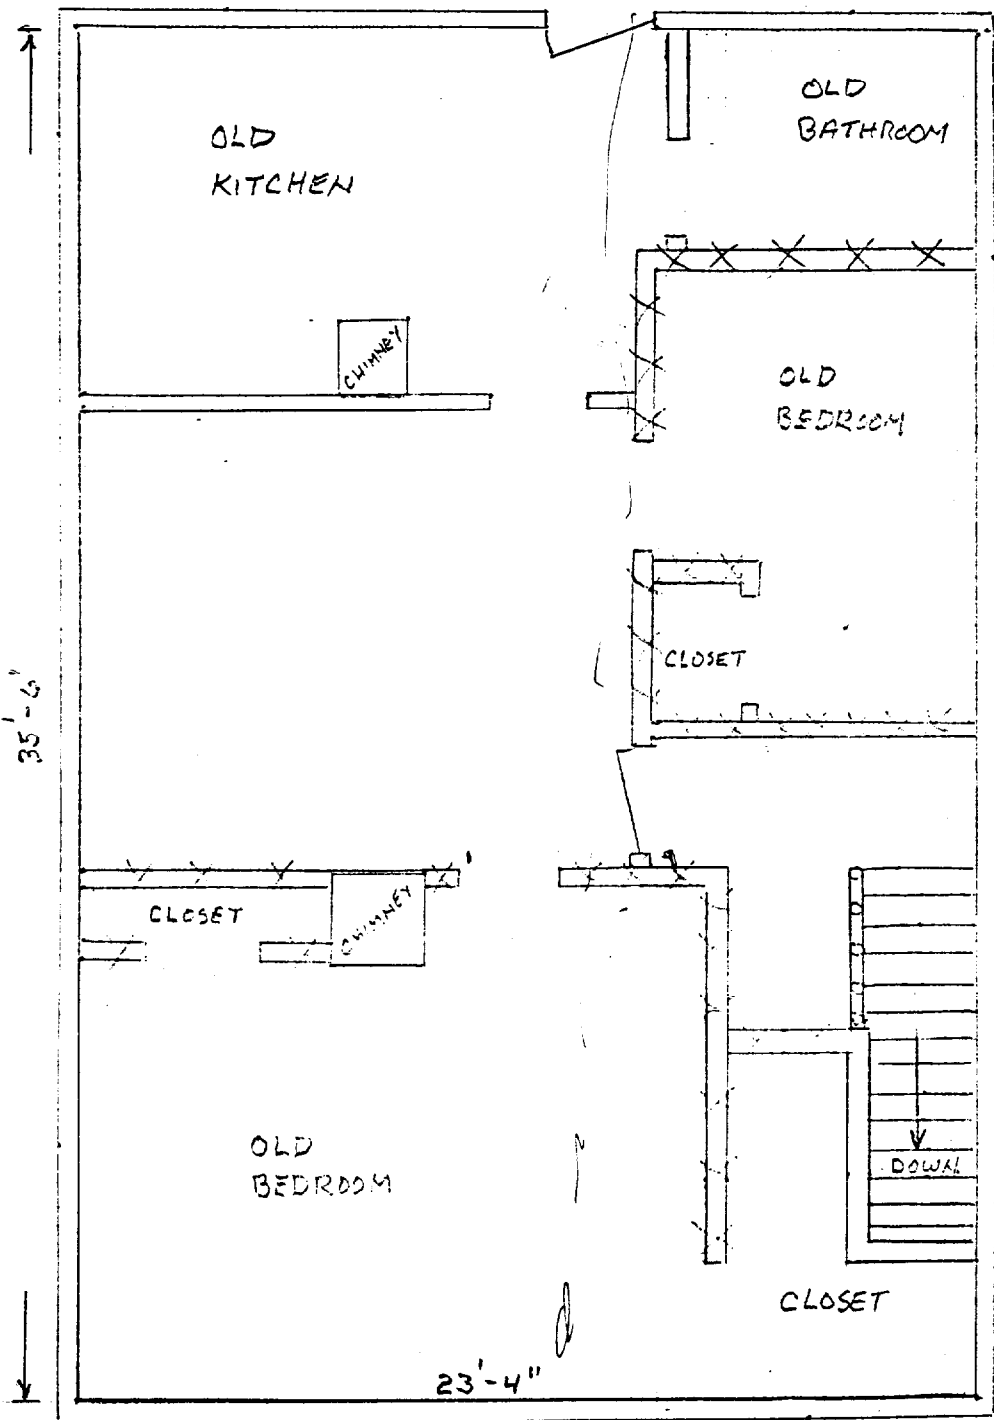 OLD
BATHROOM
OLD
KITCHEN
CHIMNEY
OLD
BEDROOM
CLOSET
35'-6"
CLOSET
CHIMNEY
OLD
BEDROOM
DOWN
CLOSET
23'-4"